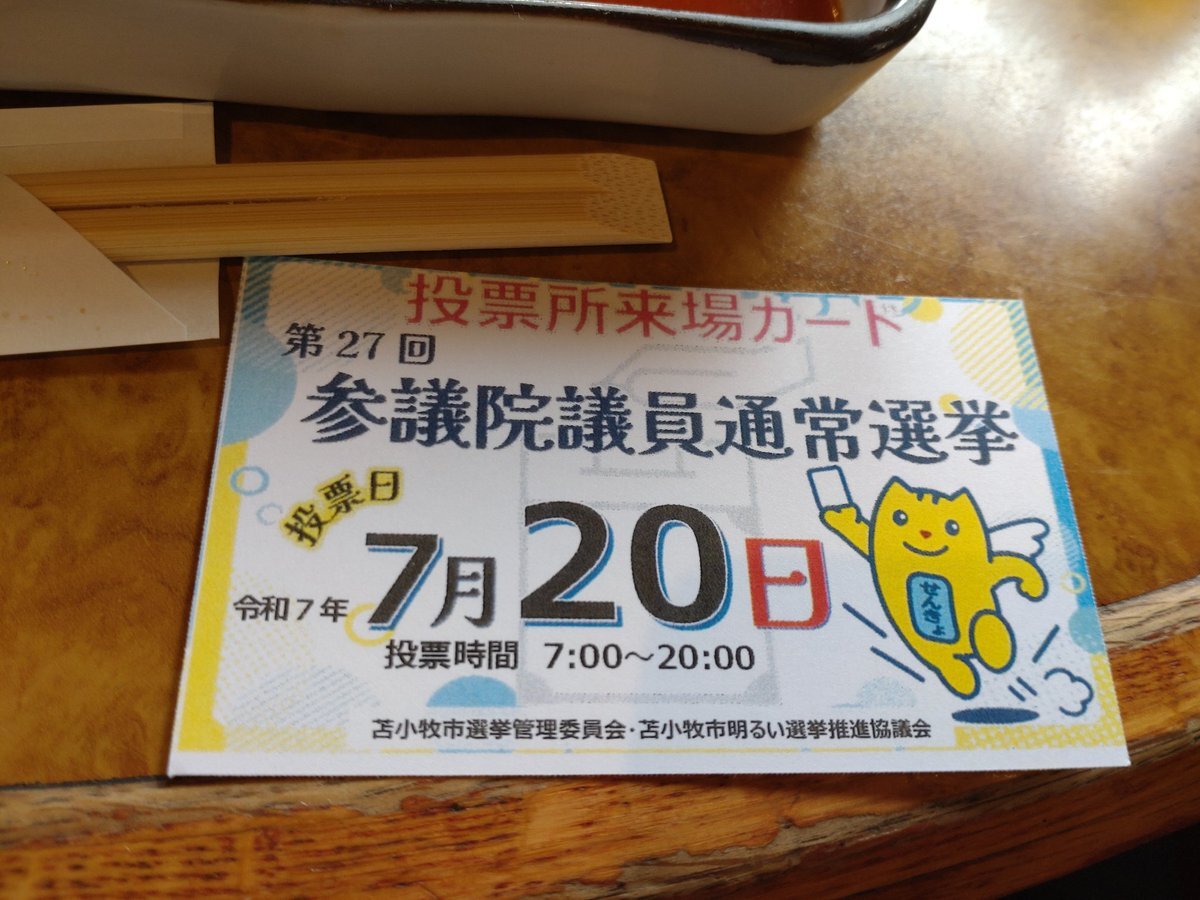 投票所来場カード
第27回
参議院議員通常選挙
投票日
令和7年 7月20日
投票時間 7:00～20:00
せんきょ
苫小牧市選挙管理委員会・苫小牧市明るい選挙推進協議会